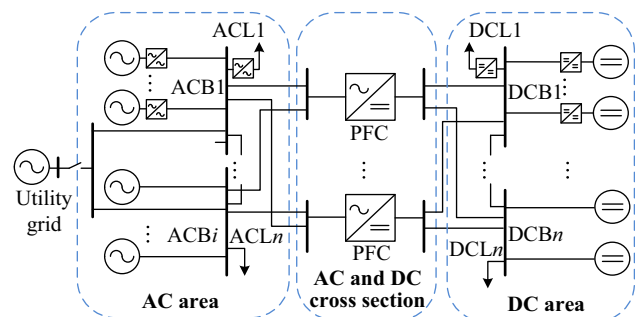 ACL1
DCL1
ACB1
DCB1
PFC
Utility
grid
ACBi
ACLn
PFC
DCLn
DCBn
AC area
AC and DC
cross section
DC area